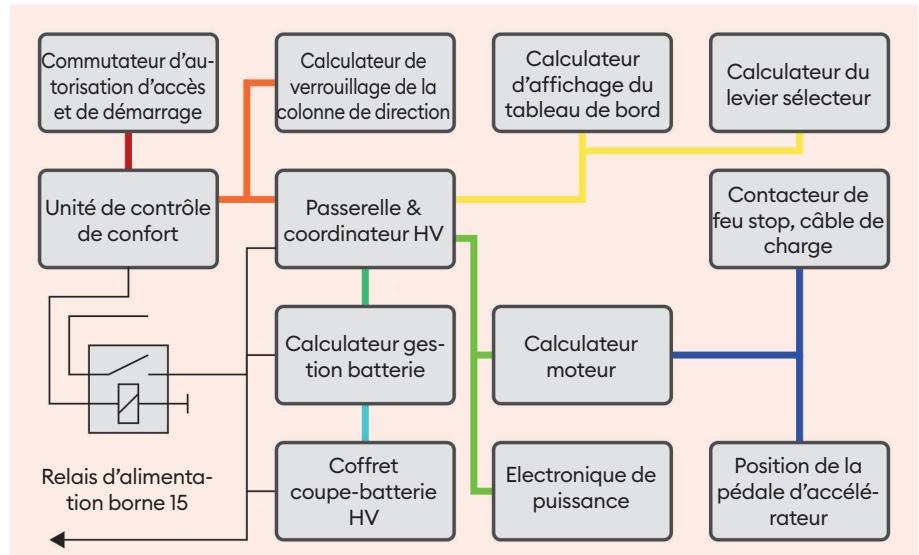 Commutateur d'au-
torisation d'accès
et de démarrage
Calculateur de
verrouillage de la
colonne de direction
Calculateur
d'affichage du
tableau de bord
Calculateur du
levier sélecteur
Unité de contrôle
de confort
Passerelle &
coordinateur HV
Contacteur de
feu stop, câble de
charge
Calculateur ges-
tion batterie
Calculateur
moteur
Relais d'alimenta-
tion borne 15
Coffret
coupe-batterie
HV
Electronique de
puissance
Position de la
pédale d'accélé-
rateur